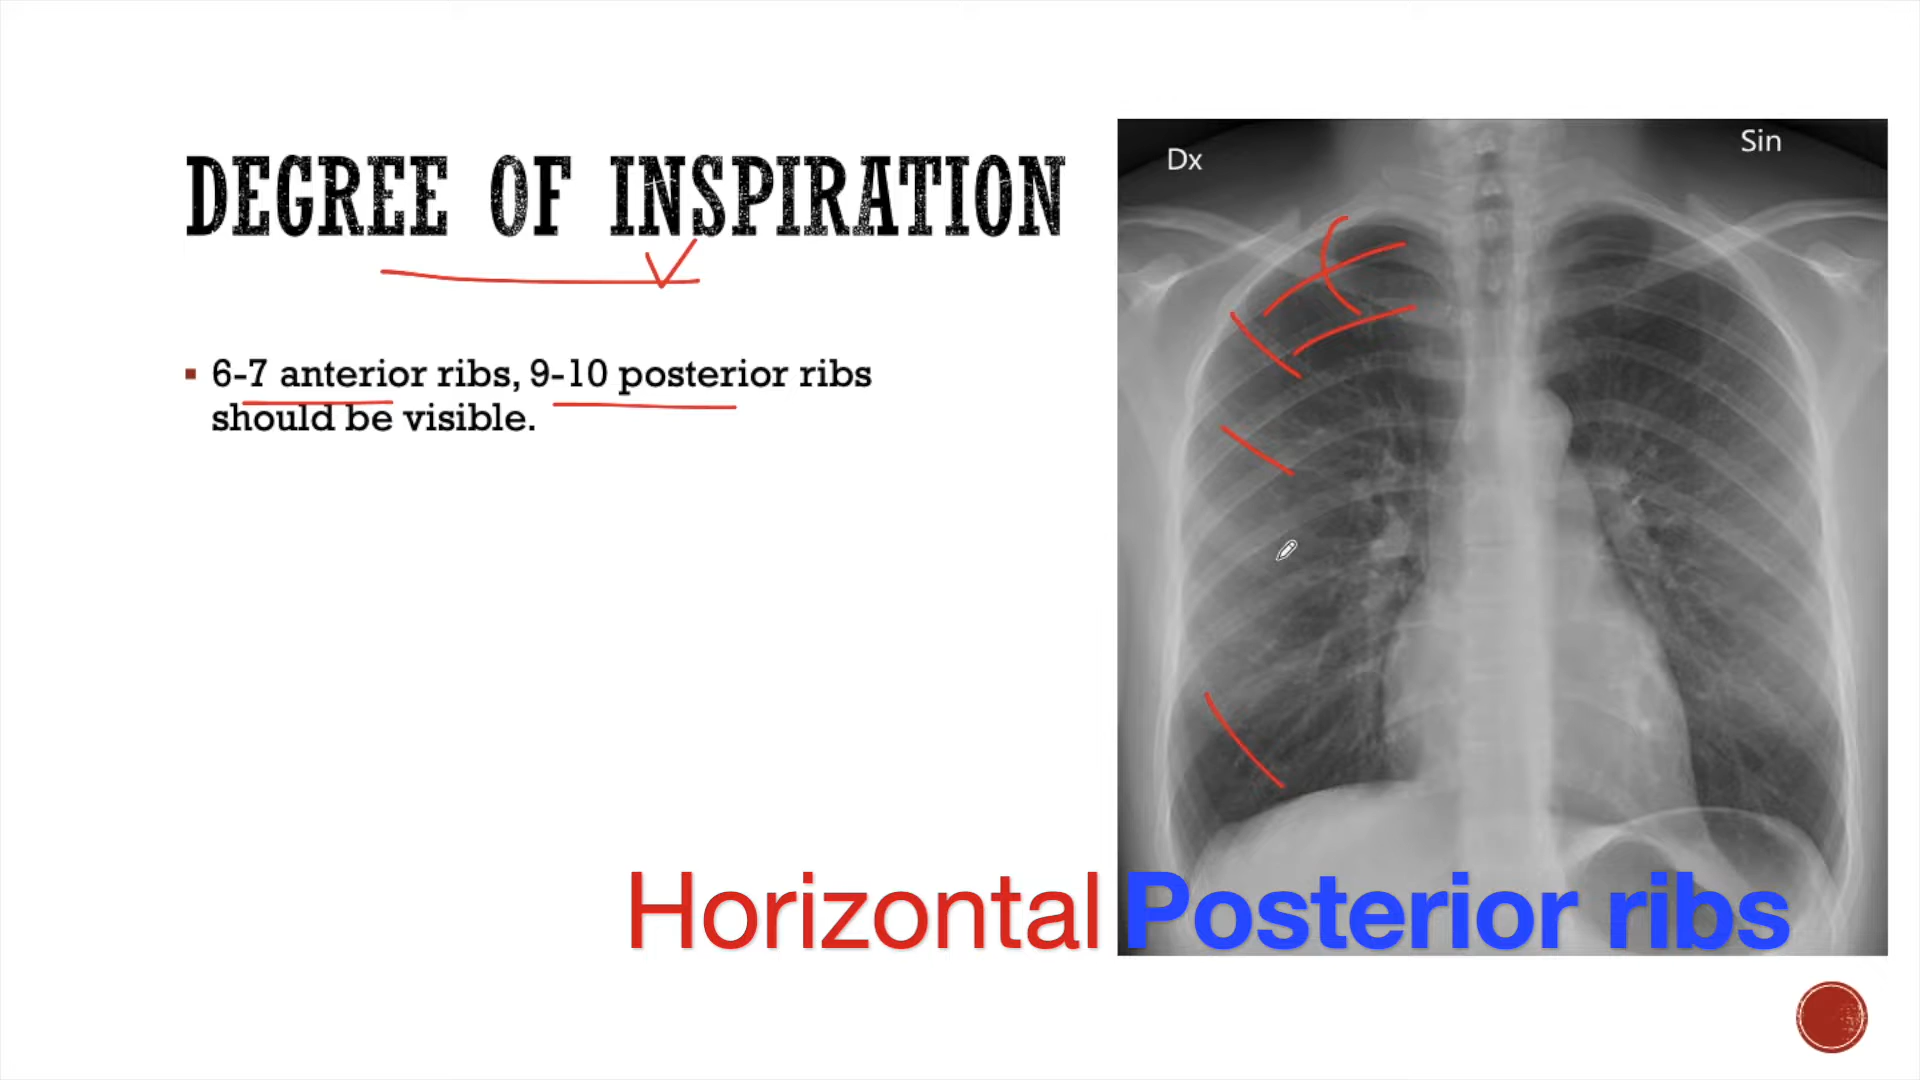 DEGREE OF INSPIRATION
▪ 6-7 anterior ribs, 9-10 posterior ribs
should be visible.
Dx
Sin
Horizontal Posterior ribs